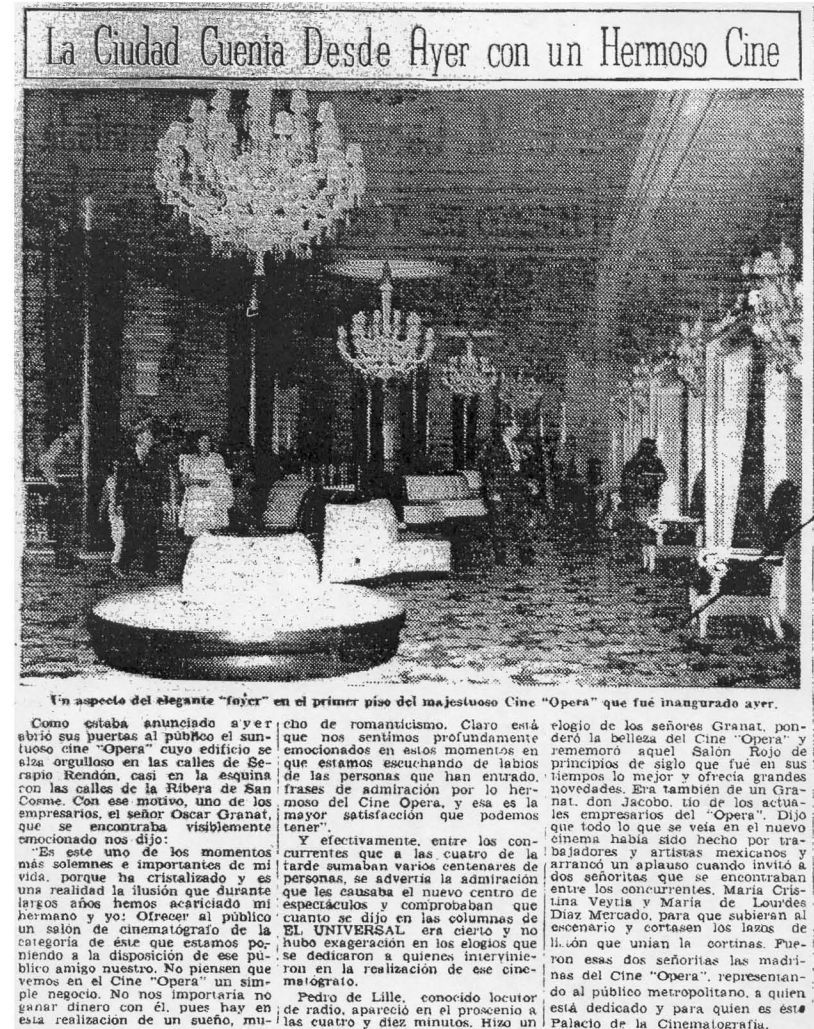 La Ciudad Cuenta Desde Ayer con un Hermoso Cine
Un aspecto del elegante "foyer" en el primer piso del majestuoso Cine "Opera" que fué inaugurado ayer.
Como estaba anunciado ayer
abrió sus puertas al público el sun-
tuoso cine "Opera" cuyo edificio se
alza orgulloso en las calles de Se-
rapio Rendón, casi en la esquina
con las calles de la Ribera de San
Cosme. Con ese motivo, uno de los
empresarios, el señor Oscar Granat,
que se encontraba visiblemente
emocionado nos dijo:
"Es este uno de los momentos
más solemnes e importantes de mi
vida, porque ha cristalizado y es
una realidad la ilusión que durante
largos años hemos acariciado mi
hermano y yo: Ofrecer al público
un salón de cinematógrafo de la
categoría de éste que estamos po-
niendo a la disposición de ese pú-
blico amigo nuestro. No piensen que
vemos en el Cine "Opera" un sim-
ple negocio. No nos importaría no
ganar dinero con él, pues hay en
esta realización de un sueño, mu-
cho de romanticismo. Claro está
que nos sentimos profundamente
emocionados en estos momentos en
que estamos escuchando de labios
de las personas que han entrado,
frases de admiración por lo her-
moso del Cine Opera, y esa es la
mayor satisfacción que podemos
tener".
Y efectivamente, entre los con-
currentes que a las cuatro de la
tarde sumaban varios centenares de
personas, se advertía la admiración
que les causaba el nuevo centro de
espectáculos y comprobaban que
cuanto se dijo en las columnas de
EL UNIVERSAL era cierto y no
hubo exageración en los elogios que
se dedicaron a quienes intervinie-
ron en la realización de ese cine-
matógrato.
Pedro de Lille, conocido locutor
de radio, apareció en el proscenio a
las cuatro y diez minutos. Hizo un
elogio de los señores Granat, pon-
deró la belleza del Cine "Opera" y
rememoró aquel Salón Rojo de
principios de siglo que fué en sus
tiempos lo mejor y ofrecía grandes
novedades. Era también de un Gra-
nat, don Jacobo, tío de los actua-
les empresarios del "Opera". Dijo
que todo lo que se veía en el nuevo
cinema había sido hecho por tra-
bajadores y artistas mexicanos y
arrancó un aplauso cuando invitó a
dos señoritas que se encontraban
entre los concurrentes, María Cris-
tina Veytia y María de Lourdes
Díaz Mercado, para que subieran al
escenario y cortasen los lazos de
listón que unían la cortinas. Fue-
ron esas dos señoritas las madri-
nas del Cine "Opera", representan-
do al público metropolitano, a quien
está dedicado y para quien es éste
Palacio de la Cinematografía.